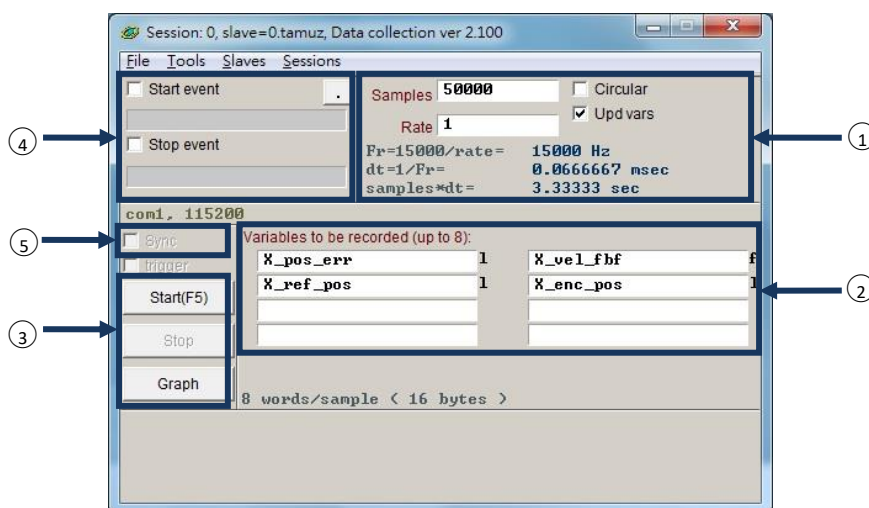 Session: 0, slave=0.tamuz, Data collection ver 2.100
File Tools Slaves Sessions
Start event
.
Stop event
Samples 50000
Circular
Rate 1
Upd vars
Fr=15000/rate= 15000 Hz
dt=1/Fr= 0.0666667 msec
samples*dt= 3.33333 sec
④
①
com1, 115200
⑤
Sync
trigger
Variables to be recorded (up to 8):
X_pos_err l X_vel_fbf f
X_ref_pos l X_enc_pos l
②
③
Start(F5)
Stop
Graph
8 words/sample ( 16 bytes )